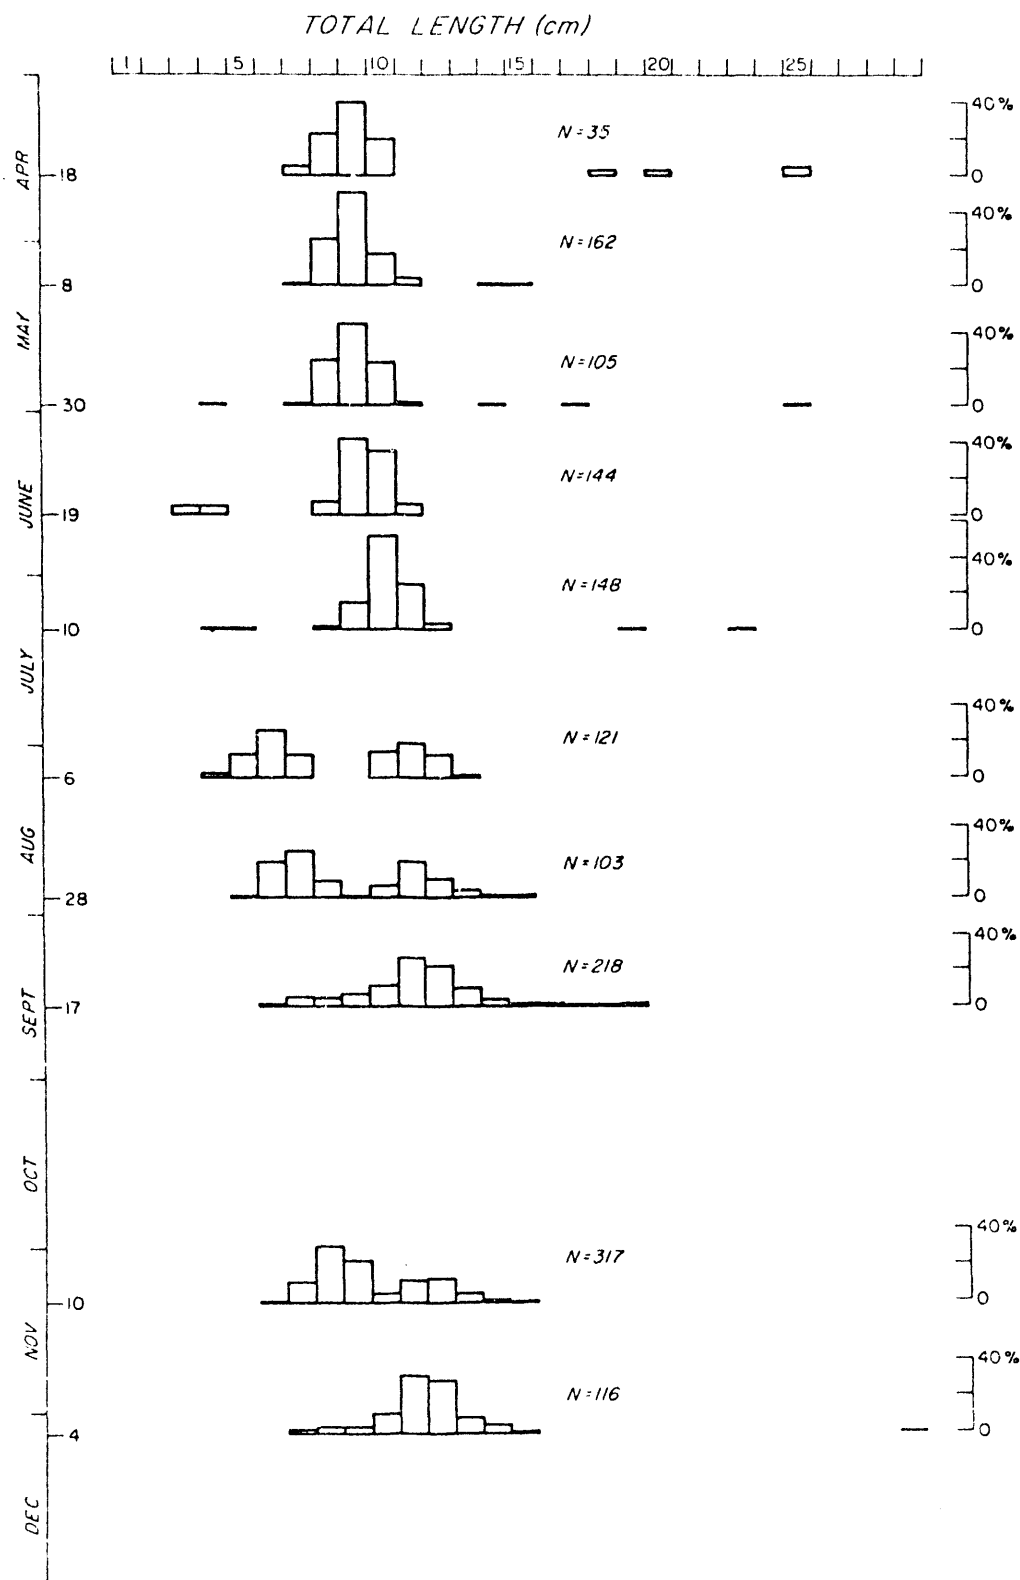 TOTAL LENGTH (cm)
1 5 10 15 20 25
APR
18
N=35
40%
0
8
N=162
40%
0
MAY
30
N=105
40%
0
JUNE
19
N=144
40%
0
10
N=148
40%
0
JULY
6
N=121
40%
0
AUG
28
N=103
40%
0
SEPT
17
N=218
40%
0
OCT
10
N=317
40%
0
NOV
4
N=116
40%
0
DEC